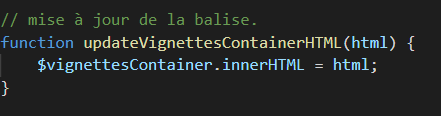 // mise à jour de la balise.
function updateVignettesContainerHTML(html) {
    $vignettesContainer.innerHTML = html;
}